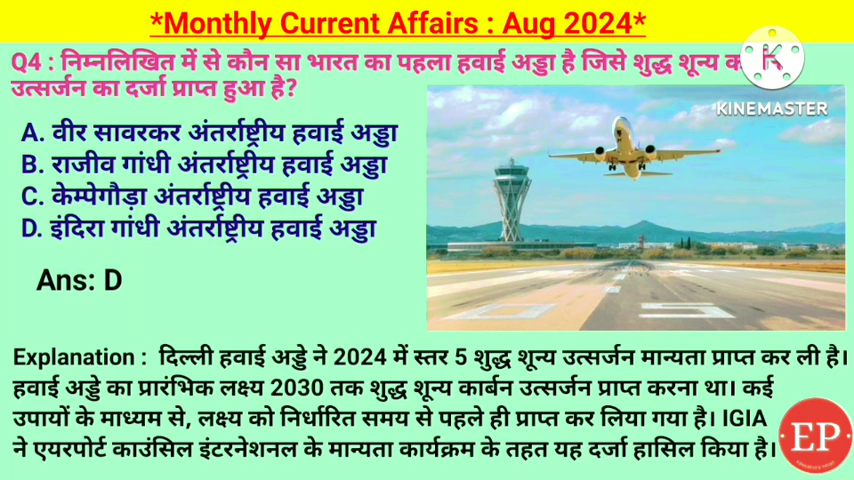 *Monthly Current Affairs : Aug 2024*
Q4 : निम्नलिखित में से कौन सा भारत का पहला हवाई अड्डा है जिसे शुद्ध शून्य
उत्सर्जन का दर्जा प्राप्त हुआ है?
K
KINEMASTER
A. वीर सावरकर अंतर्राष्ट्रीय हवाई अड्डा
B. राजीव गांधी अंतर्राष्ट्रीय हवाई अड्डा
C. केम्पेगौड़ा अंतर्राष्ट्रीय हवाई अड्डा
D. इंदिरा गांधी अंतर्राष्ट्रीय हवाई अड्डा
Ans: D
Explanation : दिल्ली हवाई अड्डे ने 2024 में स्तर 5 शुद्ध शून्य उत्सर्जन मान्यता प्राप्त कर ली है।
हवाई अड्डे का प्रारंभिक लक्ष्य 2030 तक शुद्ध शून्य कार्बन उत्सर्जन प्राप्त करना था। कई
उपायों के माध्यम से, लक्ष्य को निर्धारित समय से पहले ही प्राप्त कर लिया गया है। IGIA
ने एयरपोर्ट काउंसिल इंटरनेशनल के मान्यता कार्यक्रम के तहत यह दर्जा हासिल किया है।
EP